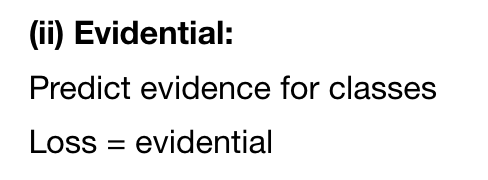 (ii) Evidential:
Predict evidence for classes
Loss = evidential